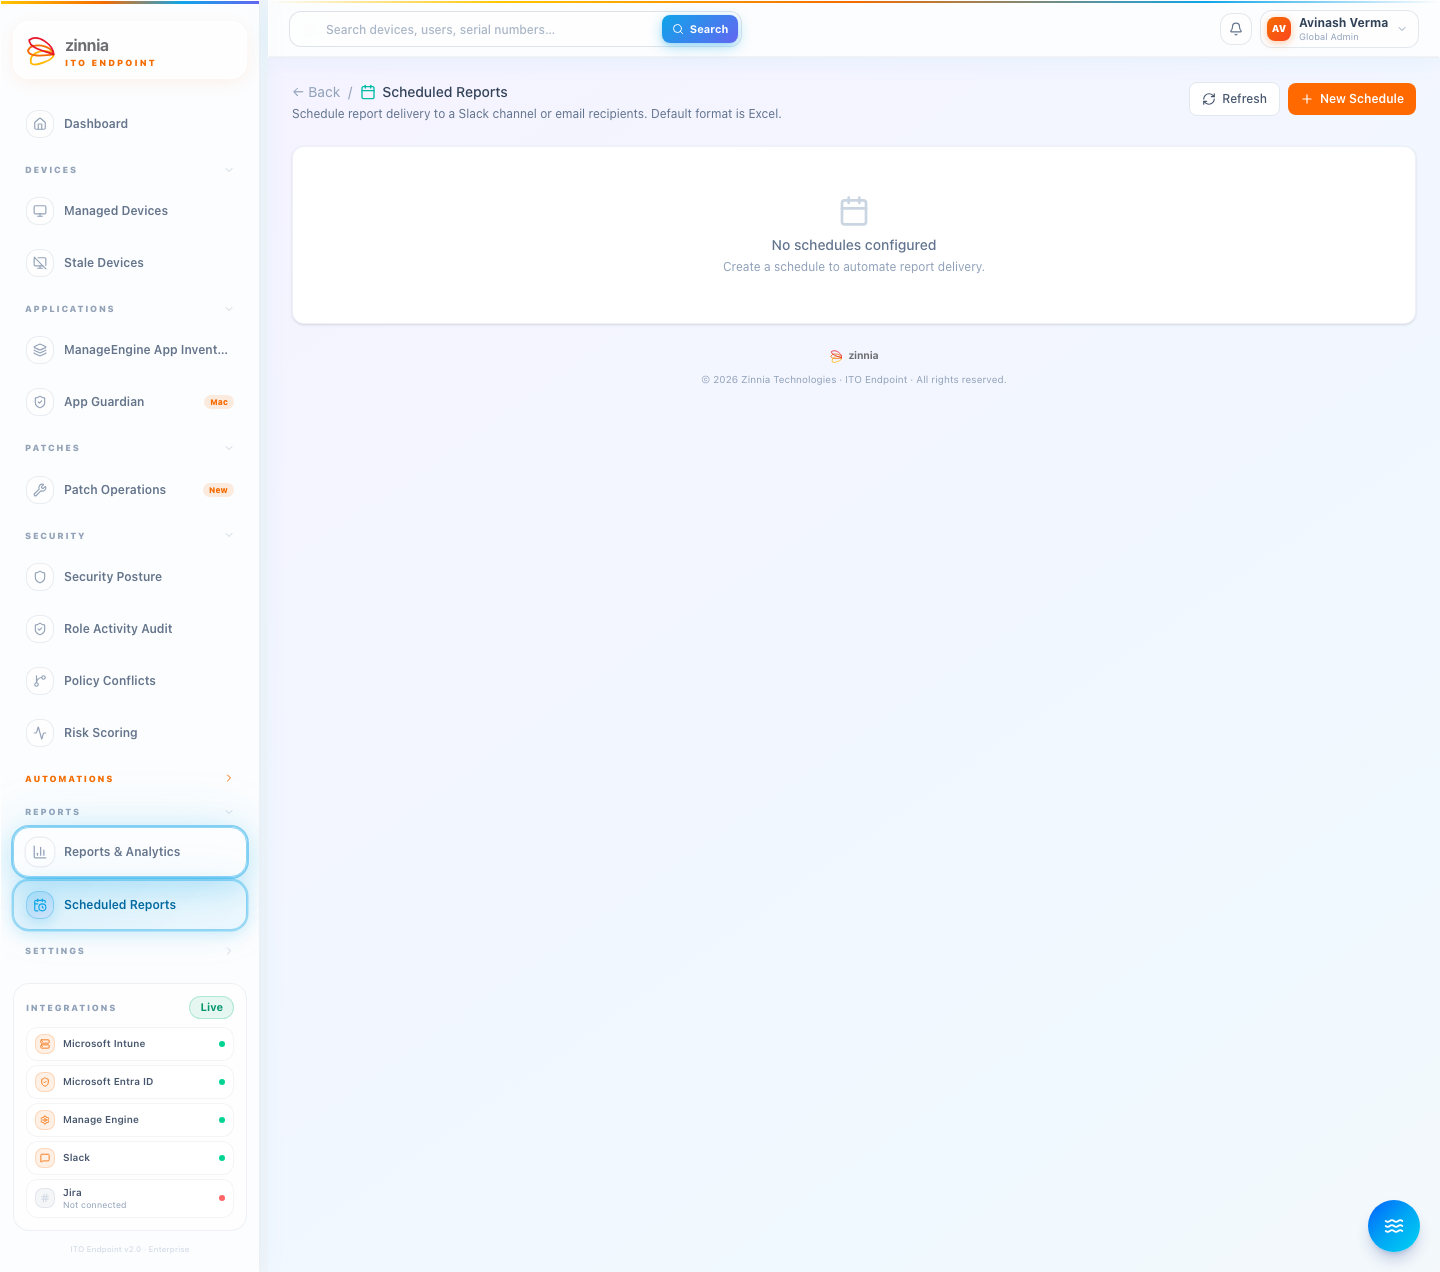 zinnia
ITO ENDPOINT
Dashboard
DEVICES
Managed Devices
Stale Devices
APPLICATIONS
ManageEngine App Invent...
App Guardian
Mac
PATCHES
Patch Operations
New
SECURITY
Security Posture
Role Activity Audit
Policy Conflicts
Risk Scoring
AUTOMATIONS
REPORTS
Reports & Analytics
Scheduled Reports
SETTINGS
INTEGRATIONS
Live
Microsoft Intune
Microsoft Entra ID
Manage Engine
Slack
Jira
Not connected
ITO Endpoint v2.0 · Enterprise
Search devices, users, serial numbers...
Search
AV
Avinash Verma
Global Admin
← Back / Scheduled Reports
Schedule report delivery to a Slack channel or email recipients. Default format is Excel.
Refresh
New Schedule
No schedules configured
Create a schedule to automate report delivery.
zinnia
© 2026 Zinnia Technologies · ITO Endpoint · All rights reserved.